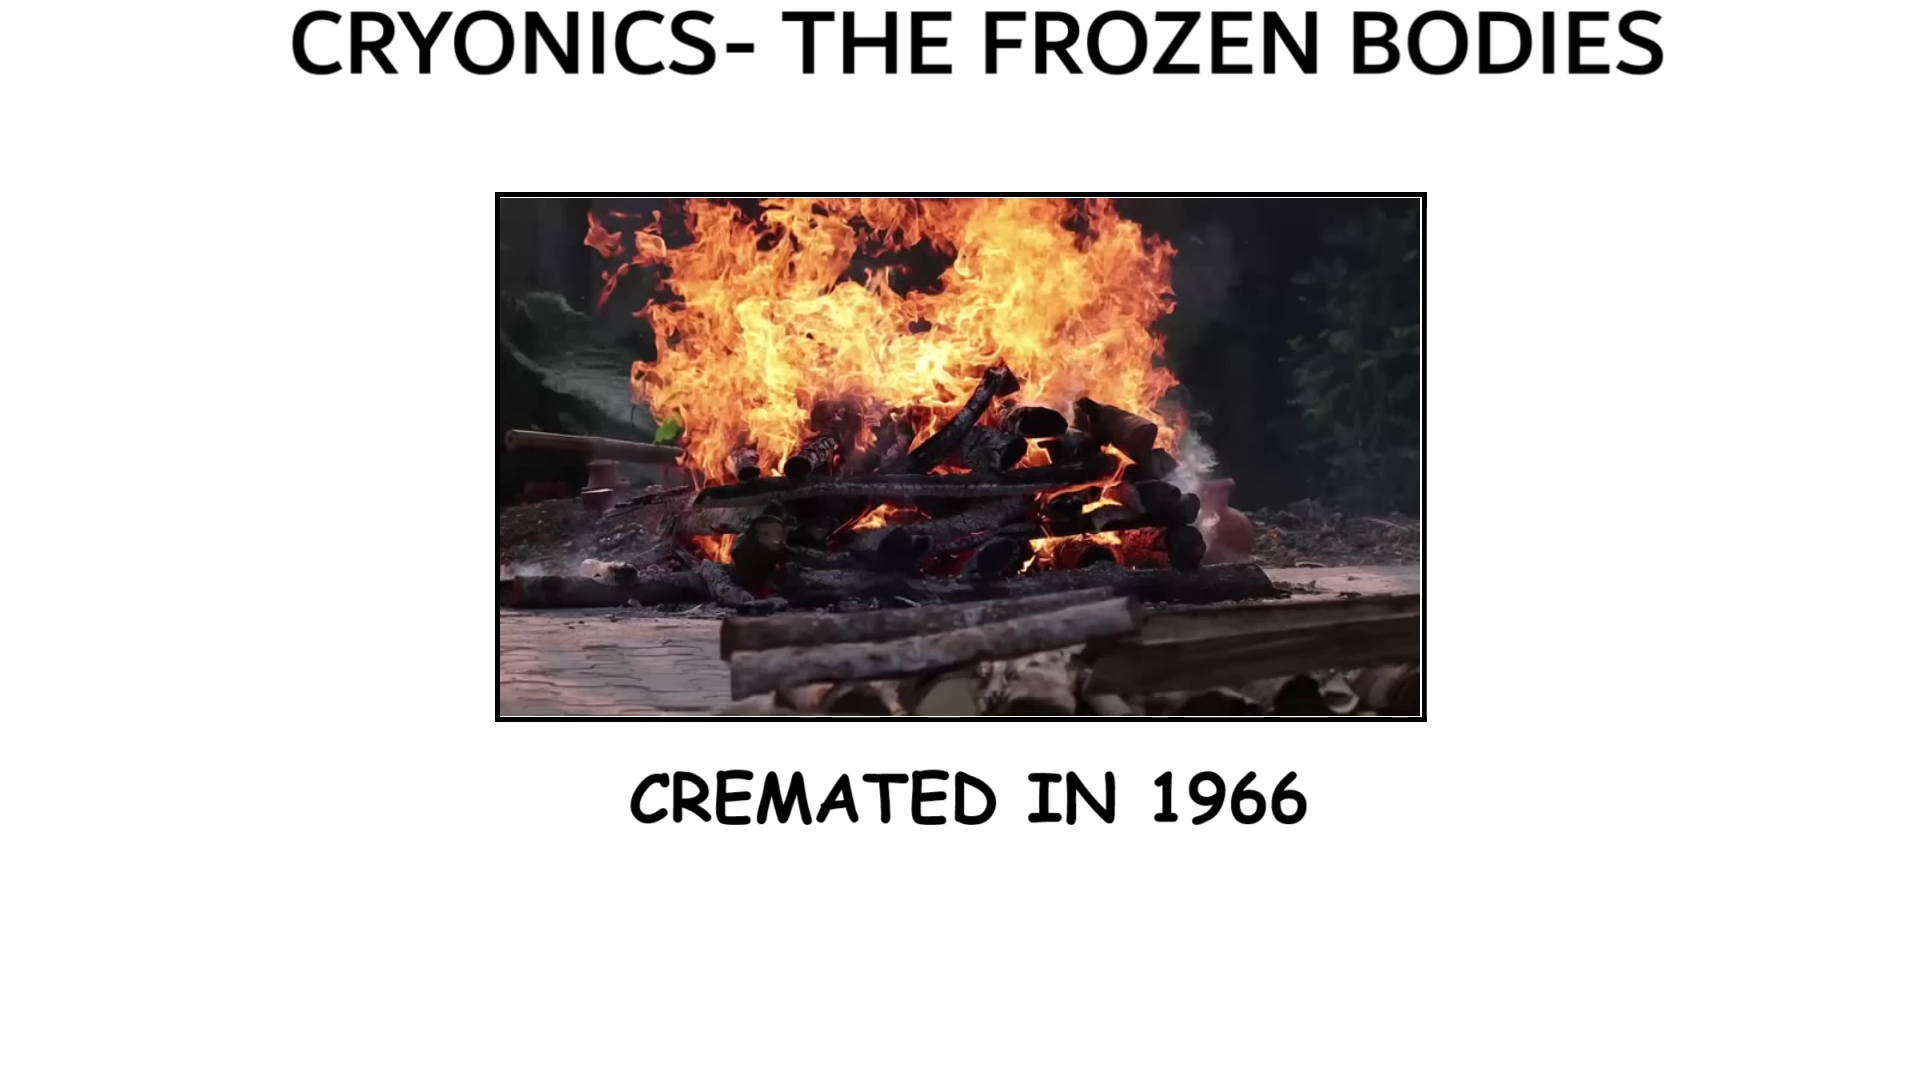 CRYONICS- THE FROZEN BODIES
CREMATED IN 1966